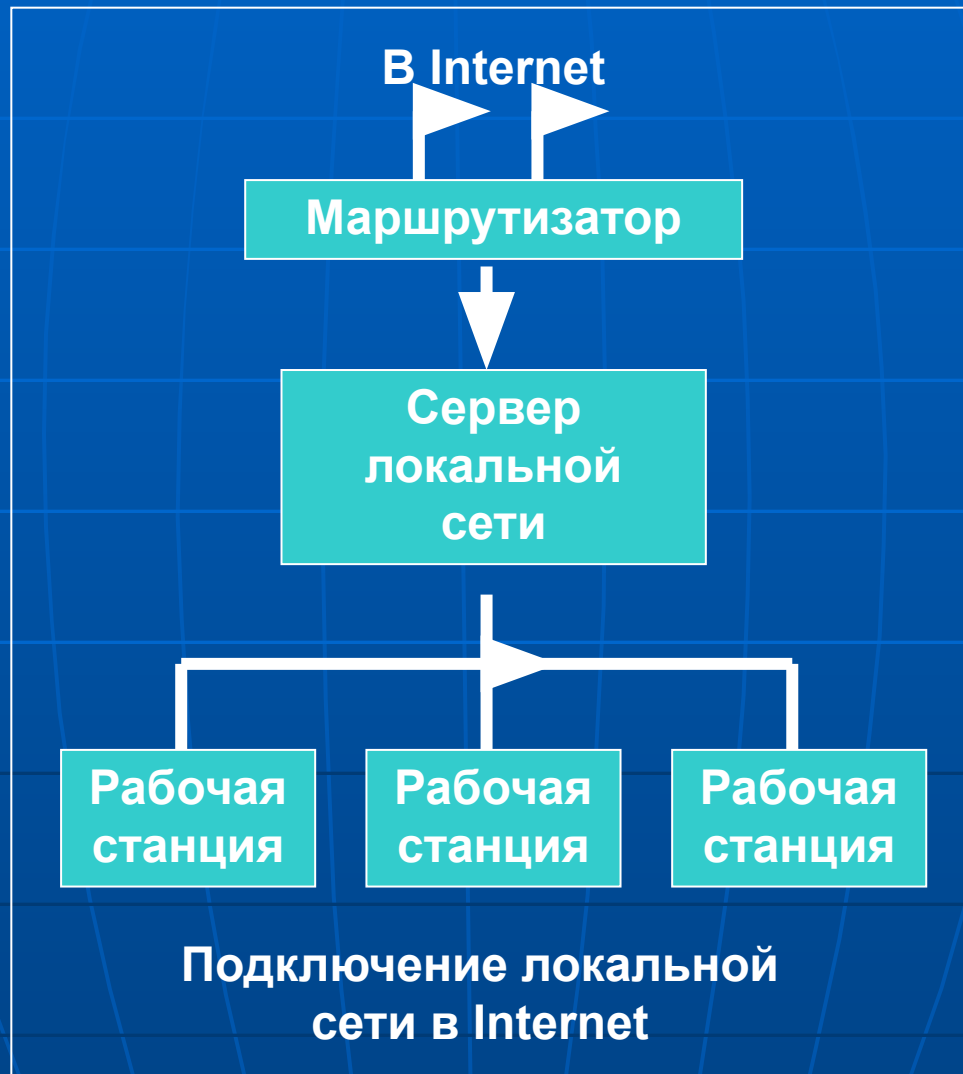 В Internet
Маршрутизатор
Сервер
локальной
сети
Рабочая
станция
Рабочая
станция
Рабочая
станция
Подключение локальной
сети в Internet